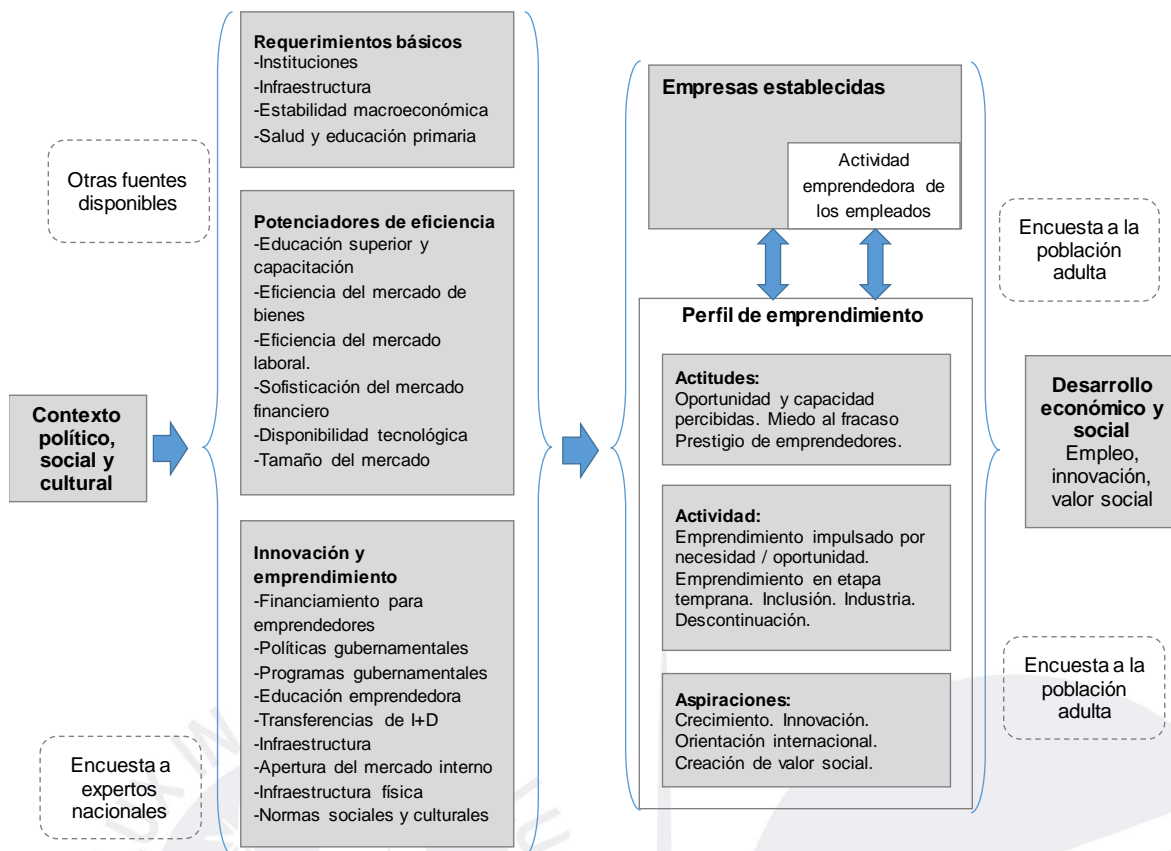 Contexto
político,
social y
cultural
Otras fuentes
disponibles
Encuesta a
expertos
nacionales
Requerimientos básicos
-Instituciones
-Infraestructura
-Estabilidad macroeconómica
-Salud y educación primaria
Potenciadores de eficiencia
-Educación superior y
capacitación
-Eficiencia del mercado de
bienes
-Eficiencia del mercado
laboral.
-Sofisticación del mercado
financiero
-Disponibilidad tecnológica
-Tamaño del mercado
Innovación y
emprendimiento
-Financiamiento para
emprendedores
-Políticas gubernamentales
-Programas gubernamentales
-Educación emprendedora
-Transferencias de I+D
-Infraestructura
-Apertura del mercado interno
-Infraestructura física
-Normas sociales y culturales
Empresas establecidas
Actividad
emprendedora de
los empleados
Perfil de emprendimiento
Actitudes:
Oportunidad y capacidad
percibidas. Miedo al fracaso
Prestigio de emprendedores.
Actividad:
Emprendimiento impulsado por
necesidad / oportunidad.
Emprendimiento en etapa
temprana. Inclusión. Industria.
Descontinuación.
Aspiraciones:
Crecimiento. Innovación.
Orientación internacional.
Creación de valor social.
Encuesta a la
población
adulta
Desarrollo
económico y
social
Empleo,
innovación,
valor social
Encuesta a la
población
adulta